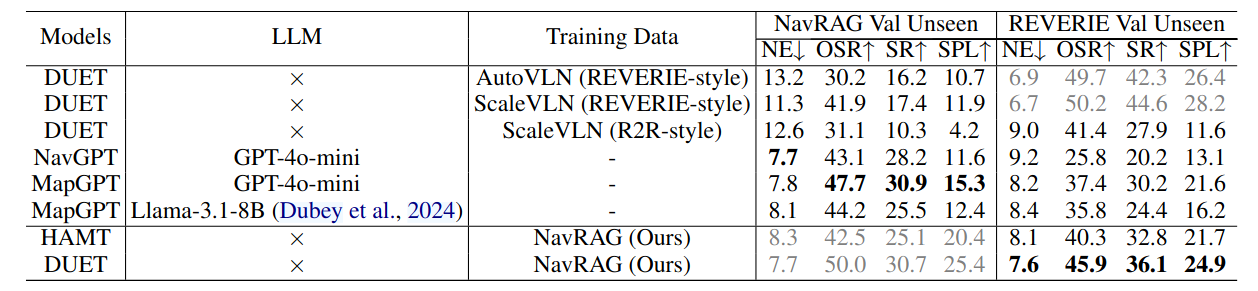 Models LLM Training Data NavRAG Val Unseen REVERIE Val Unseen
NE↓ OSR↑ SR↑ SPL↑ NE↓ OSR↑ SR↑ SPL↑
DUET × AutoVLN (REVERIE-style) 13.2 30.2 16.2 10.7 6.9 49.7 42.3 26.4
DUET × ScaleVLN (REVERIE-style) 11.3 41.9 17.4 11.9 6.7 50.2 44.6 28.2
DUET × ScaleVLN (R2R-style) 12.6 31.1 10.3 4.2 9.0 41.4 27.9 11.6
NavGPT GPT-4o-mini - 7.7 43.1 28.2 11.6 9.2 25.8 20.2 13.1
MapGPT GPT-4o-mini - 7.8 47.7 30.9 15.3 8.2 37.4 30.2 21.6
MapGPT Llama-3.1-8B (Dubey et al., 2024) - 8.1 44.2 25.5 12.4 8.4 35.8 24.4 16.2
HAMT × NavRAG (Ours) 8.3 42.5 25.1 20.4 8.1 40.3 32.8 21.7
DUET × NavRAG (Ours) 7.7 50.0 30.7 25.4 7.6 45.9 36.1 24.9